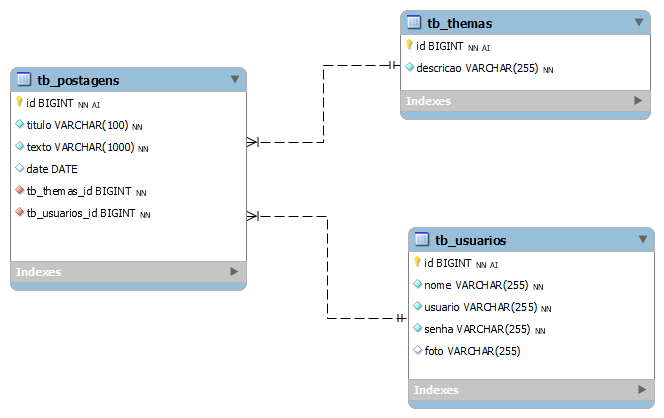 tb_themas
id BIGINT NN AI
descricao VARCHAR(255) NN
Indexes
tb_postagens
id BIGINT NN AI
titulo VARCHAR(100) NN
texto VARCHAR(1000) NN
date DATE
tb_themas_id BIGINT NN
tb_usuarios_id BIGINT NN
Indexes
tb_usuarios
id BIGINT NN AI
nome VARCHAR(255) NN
usuario VARCHAR(255) NN
senha VARCHAR(255) NN
foto VARCHAR(255)
Indexes